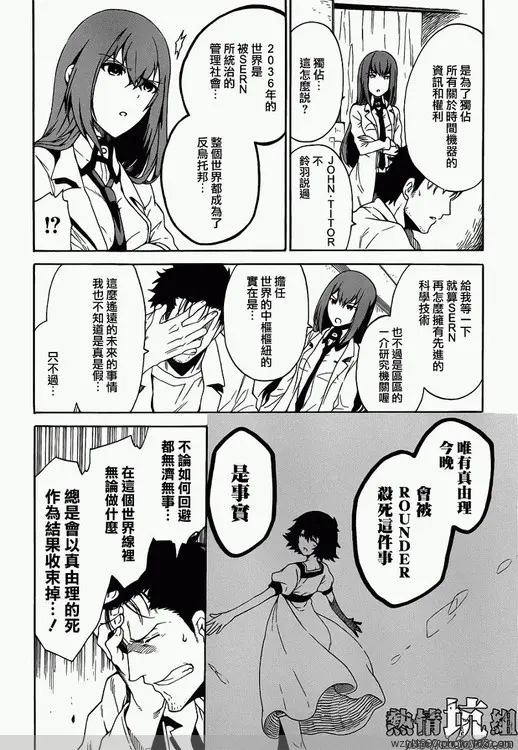 是為了獨佔
所有關於時間機器的
資訊和權利
獨佔…
這怎麼說？
不
JOHN·TITOR
鈴羽說過
2036年的
世界是
被SERN
所統治的
管理社會…
整個世界都成為了
反烏托邦…
!?
給我等一下
就算SERN
再怎麼擁有先進的
科學技術
也不過是區區的
一介研究機關喔
擔任
世界的中樞樞紐的
實在是…
這麼遙遠的未來的事情
我也不知道是真是假…
只不過…
唯有真由理
今晚
會被
ROUNDER
殺死這件事
是事實
不論如何回避
都無濟無事…
在這個世界線裡
無論做什麼
總是會以真由理的死
作為結果收束掉…!
熱情坑組